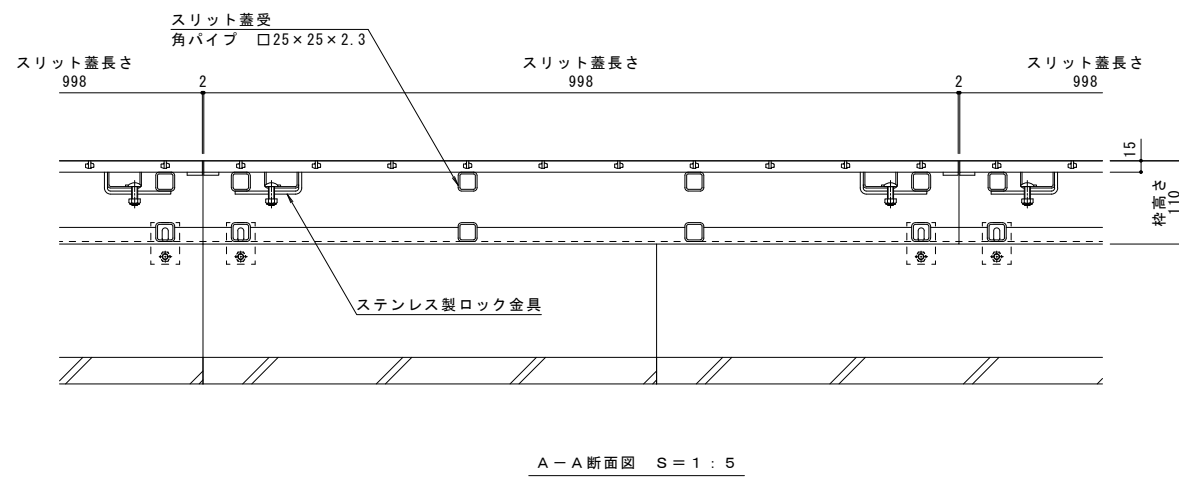 スリット蓋受
角パイプ　□25×25×2.3
スリット蓋長さ
998
2
スリット蓋長さ
998
2
スリット蓋長さ
998
15
枠高さ
110
ステンレス製ロック金具
A－A断面図　S＝1：5